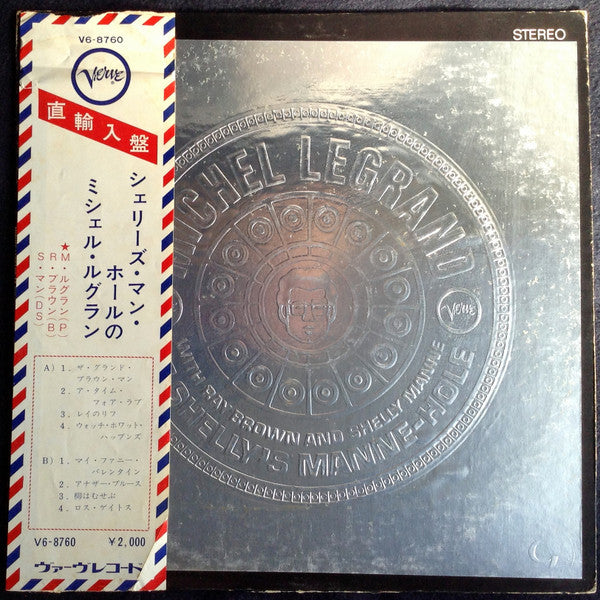 V6-8760
Verve
直輸入盤
シェリーズ・マン・
ホールの
ミシェル・ルグラン
★M・ルグラン(P)
R・ブラウン(B)
S・マン(DS)
A) 1. ザ・グランド・
ブラウン・マン
2. ア・タイム・
フォア・ラブ
3. レイのリフ
4. ウォッチ・ホワット・
ハップンズ
B) 1. マイ・ファニー・
バレンタイン
2. アナザー・ブルース
3. 柳はむせぶ
4. ロス・ゲイトス
V6-8760 ¥2,000
ヴァーヴレコード
STEREO
MICHEL LEGRAND
Verve
WITH RAY BROWN AND SHELLY MANNE
SHELLY'S MANNE-HOLE